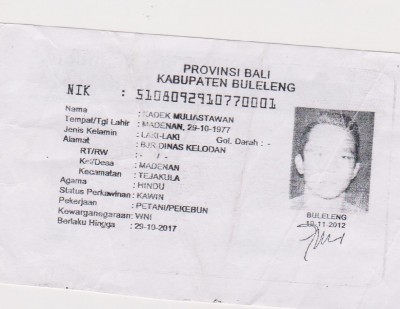 PROVINSI BALI
KABUPATEN BULELENG
NIK : 5108092910770001
Nama : KADEK MULIASTAWAN
Tempat/Tgl Lahir : MADENAN, 29-10-1977
Jenis Kelamin : LAKI-LAKI Gol. Darah : -
Alamat : BJR DINAS KELODAN
RT/RW : - / -
Kel/Desa : MADENAN
Kecamatan : TEJAKULA
Agama : HINDU
Status Perkawinan : KAWIN
Pekerjaan : PETANI/PEKEBUN
Kewarganegaraan: WNI
Berlaku Hingga : 29-10-2017
BULELENG
-11-2012